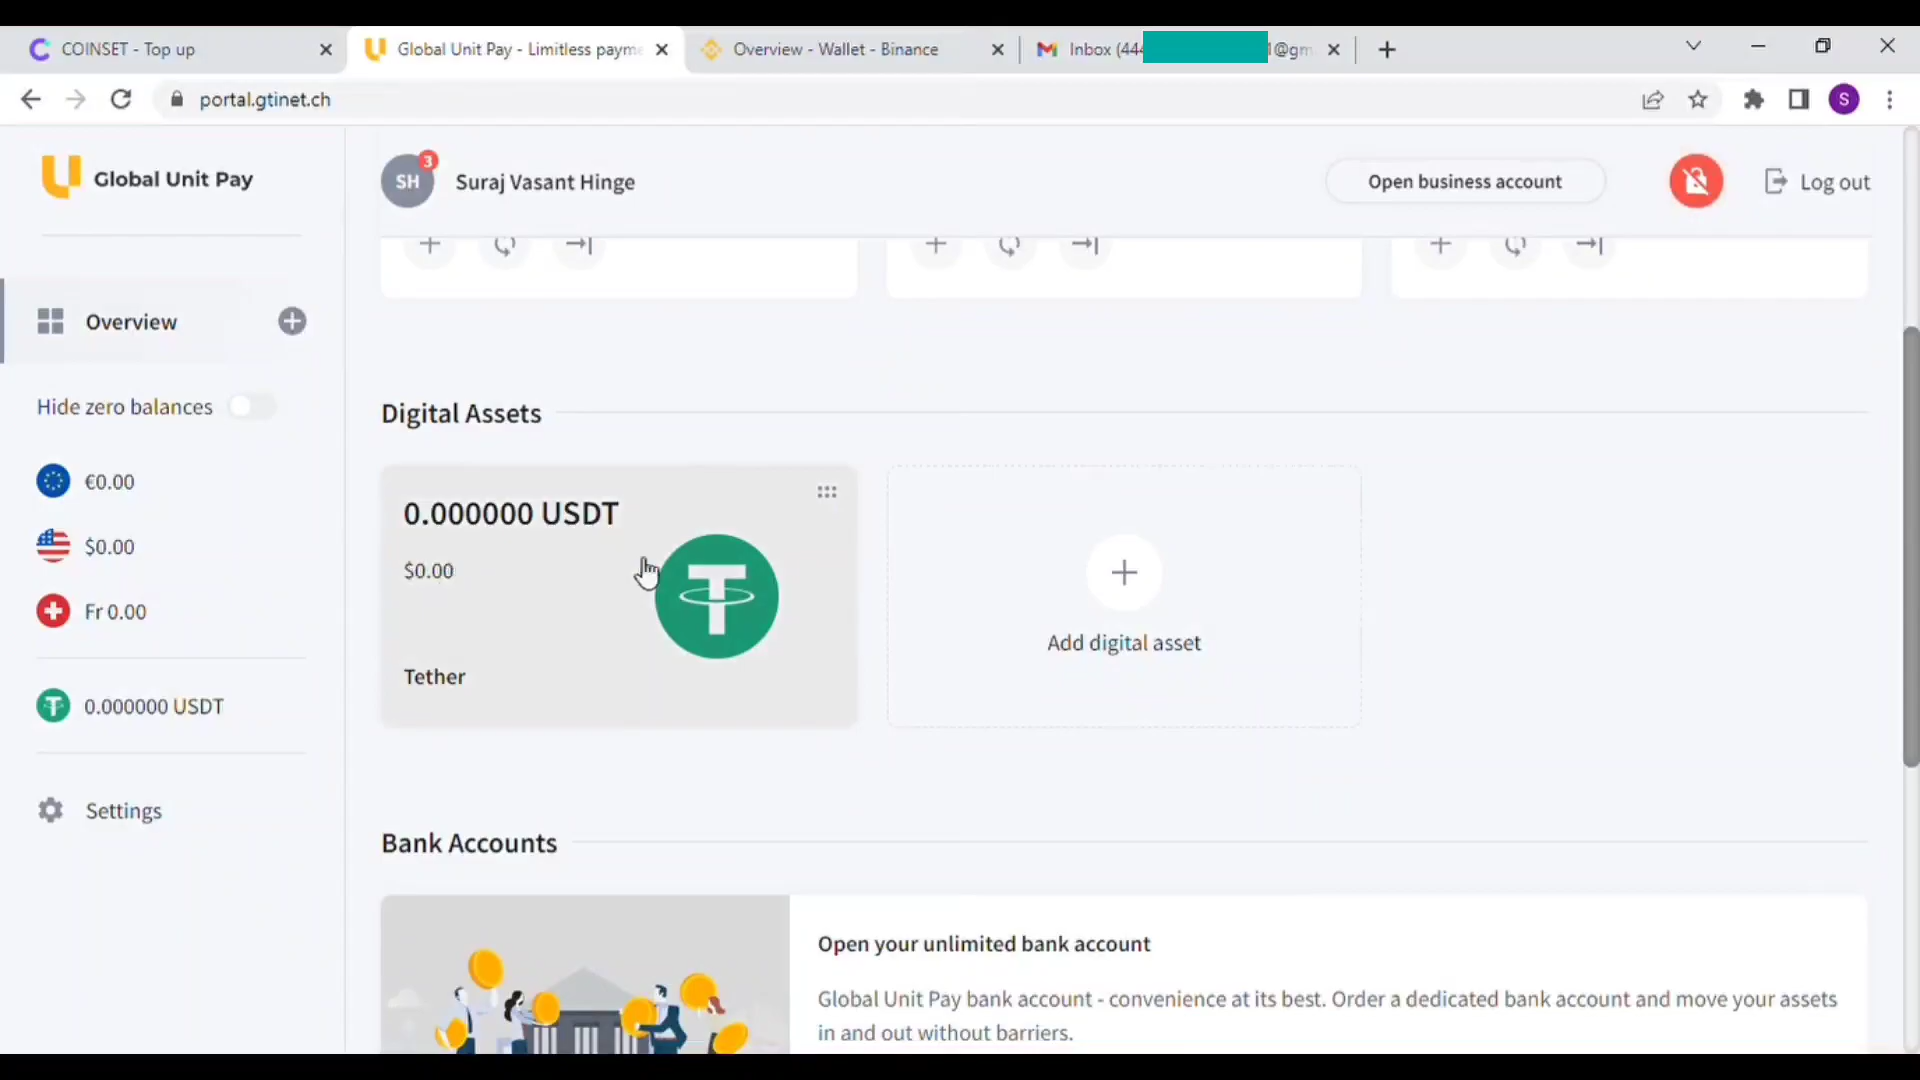 COINSET - Top up
Global Unit Pay - Limitless payme
Overview - Wallet - Binance
Inbox (444
@gm
portal.gtinet.ch
S
Global Unit Pay
SH
3
Suraj Vasant Hinge
Open business account
Log out
Overview
Hide zero balances
€0.00
$0.00
Fr 0.00
0.000000 USDT
Settings
Digital Assets
0.000000 USDT
$0.00
Tether
Add digital asset
Bank Accounts
Open your unlimited bank account
Global Unit Pay bank account - convenience at its best. Order a dedicated bank account and move your assets
in and out without barriers.